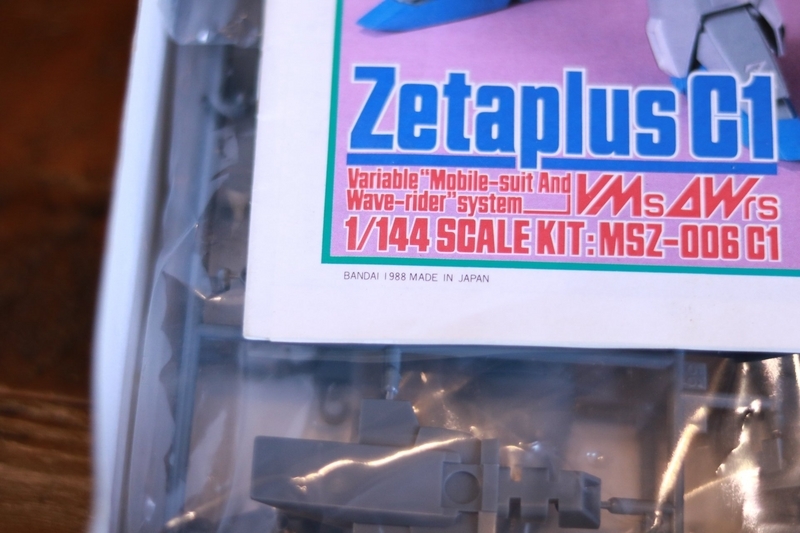 Zetaplus C1
Variable "Mobile-suit And
Wave-rider" system VMsAWrs
1/144 SCALE KIT: MSZ-006 C1
BANDAI 1988 MADE IN JAPAN